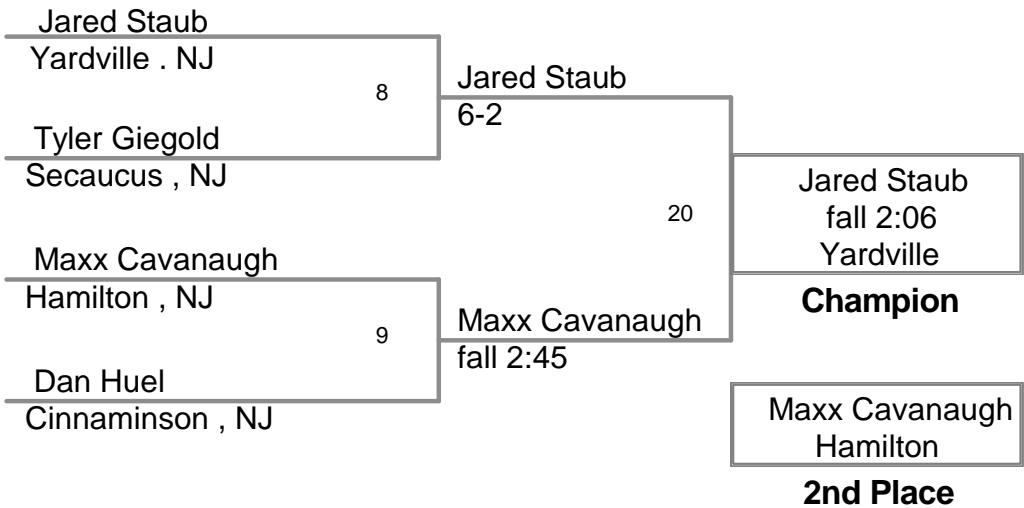 Jared Staub
Yardville . NJ
8
Tyler Giegold
Secaucus , NJ
Jared Staub
6-2
Maxx Cavanaugh
Hamilton , NJ
9
Dan Huel
Cinnaminson , NJ
Maxx Cavanaugh
fall 2:45
20
Jared Staub
fall 2:06
Yardville
Champion
Maxx Cavanaugh
Hamilton
2nd Place